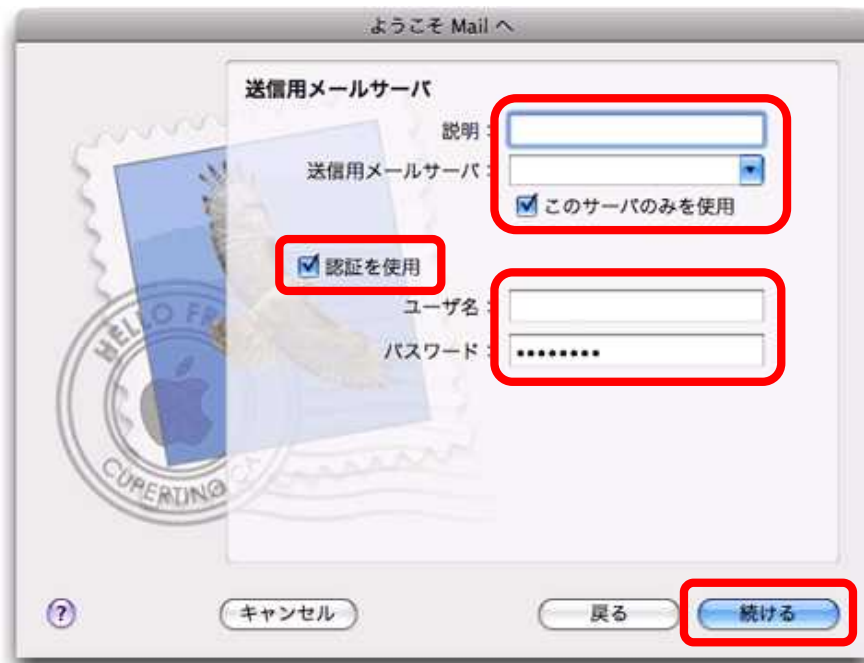 ようこそ Mail へ
送信用メールサーバ
説明：
送信用メールサーバ：
このサーバのみを使用
認証を使用
ユーザ名：
パスワード：
••••••••
HELLO FR
CUPERTINO CA
?
キャンセル
戻る
続ける